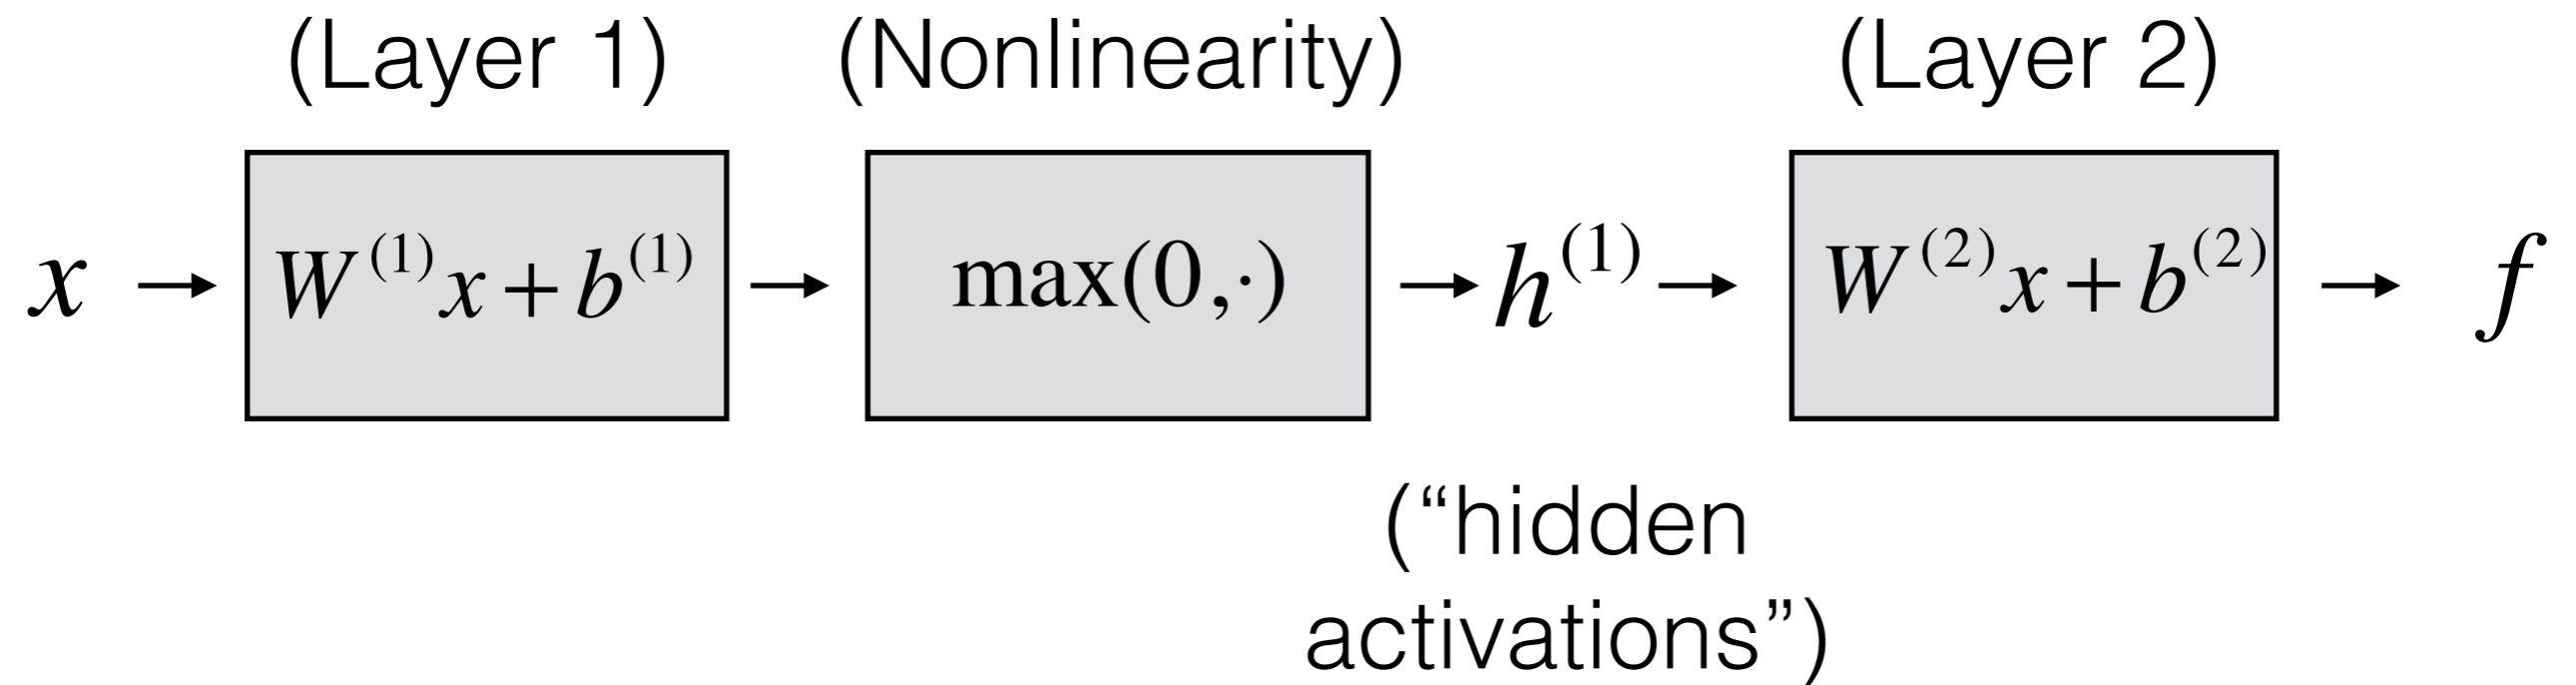 (Layer 1) (Nonlinearity) (Layer 2)
x → W⁽¹⁾x + b⁽¹⁾ → max(0,·) → h⁽¹⁾ → W⁽²⁾x + b⁽²⁾ → f
(“hidden
activations”)